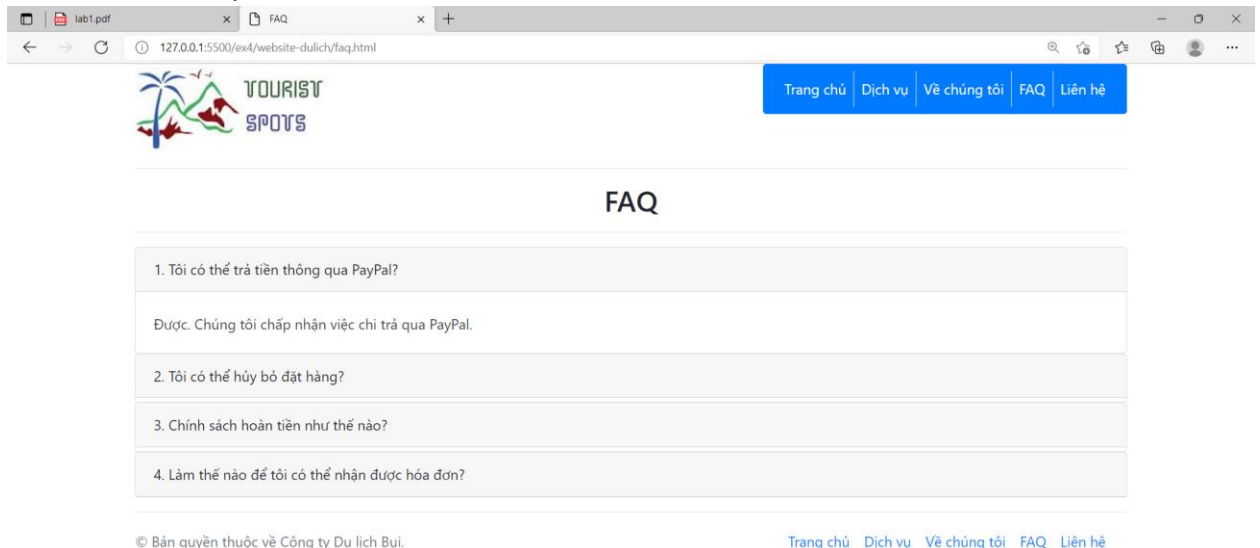 lab1.pdf
FAQ
127.0.0.1:5500/ex4/website-dulich/faq.html
TOURIST
SPOTS
Trang chủ Dịch vụ Về chúng tôi FAQ Liên hệ
FAQ
1. Tôi có thể trả tiền thông qua PayPal?
Được. Chúng tôi chấp nhận việc chi trả qua PayPal.
2. Tôi có thể hủy bỏ đặt hàng?
3. Chính sách hoàn tiền như thế nào?
4. Làm thế nào để tôi có thể nhận được hóa đơn?
© Bản quyền thuộc về Công ty Du lịch Bụi.
Trang chủ Dịch vụ Về chúng tôi FAQ Liên hệ